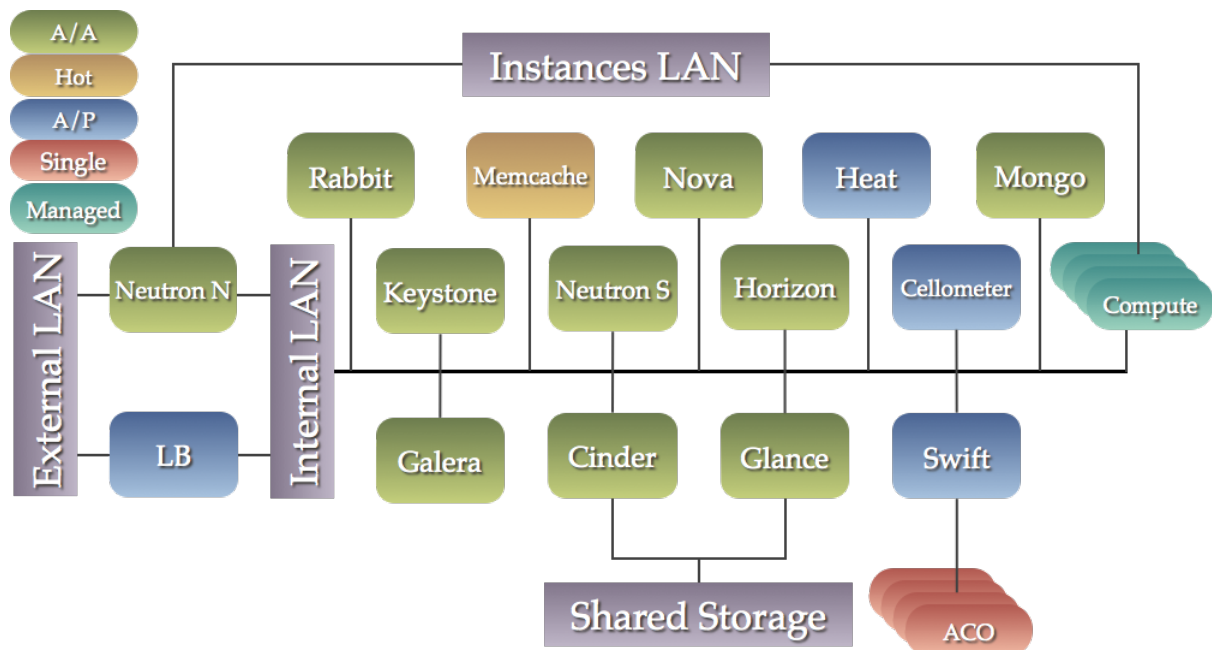 A/A
Hot
A/P
Single
Managed
Instances LAN
Rabbit
Memcache
Nova
Heat
Mongo
External LAN
Neutron N
Internal LAN
Keystone
Neutron S
Horizon
Cellometer
Compute
LB
Galera
Cinder
Glance
Swift
Shared Storage
ACO